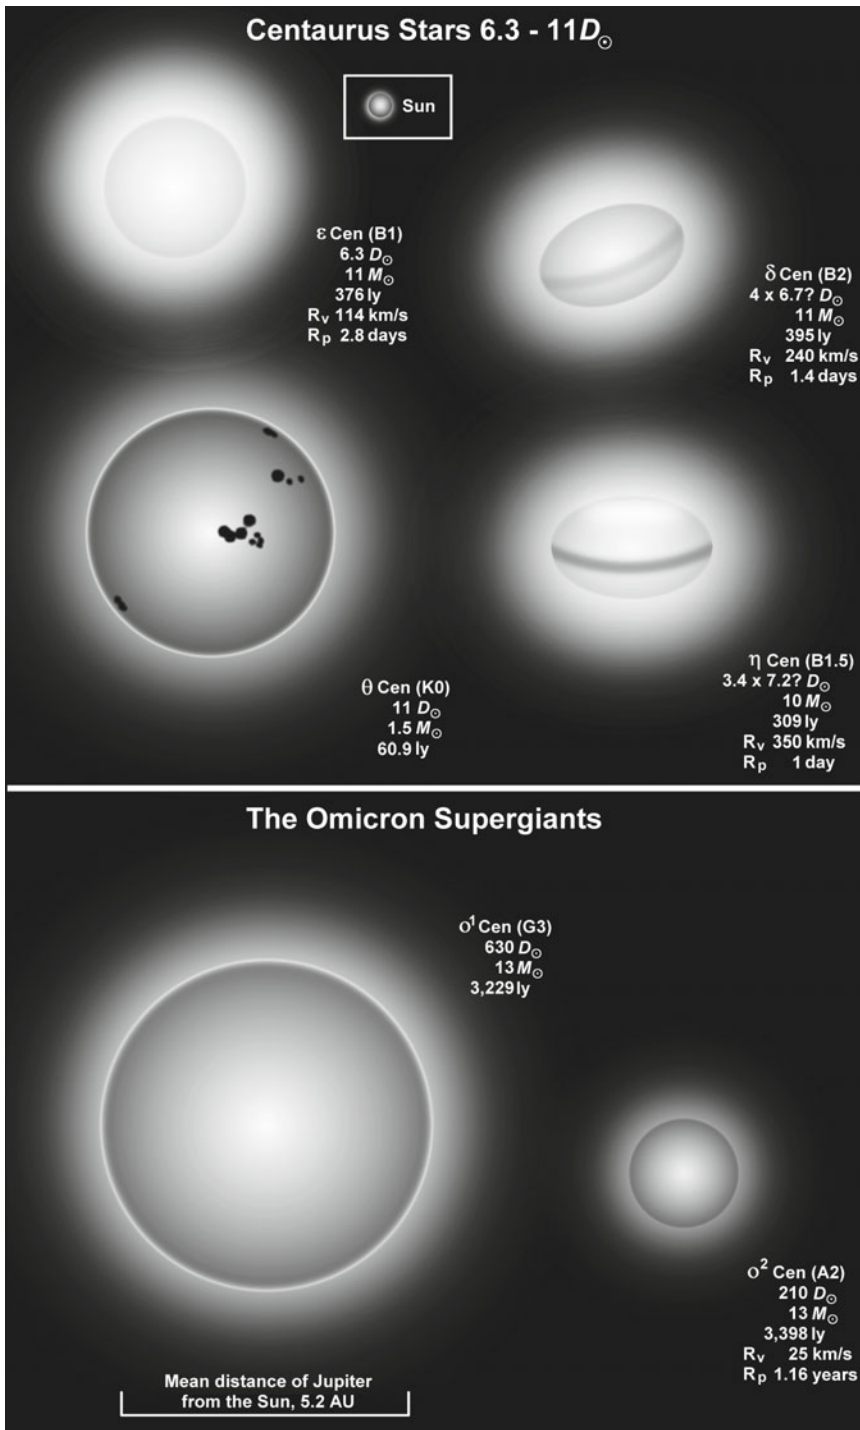 Centaurus Stars 6.3 - 11D☉
Sun
ε Cen (B1)
6.3 D☉
11 M☉
376 ly
Rv 114 km/s
Rp 2.8 days
δ Cen (B2)
4 x 6.7? D☉
11 M☉
395 ly
Rv 240 km/s
Rp 1.4 days
θ Cen (K0)
11 D☉
1.5 M☉
60.9 ly
η Cen (B1.5)
3.4 x 7.2? D☉
10 M☉
309 ly
Rv 350 km/s
Rp 1 day
The Omicron Supergiants
ο¹ Cen (G3)
630 D☉
13 M☉
3,229 ly
ο² Cen (A2)
210 D☉
13 M☉
3,398 ly
Rv 25 km/s
Rp 1.16 years
Mean distance of Jupiter
from the Sun, 5.2 AU